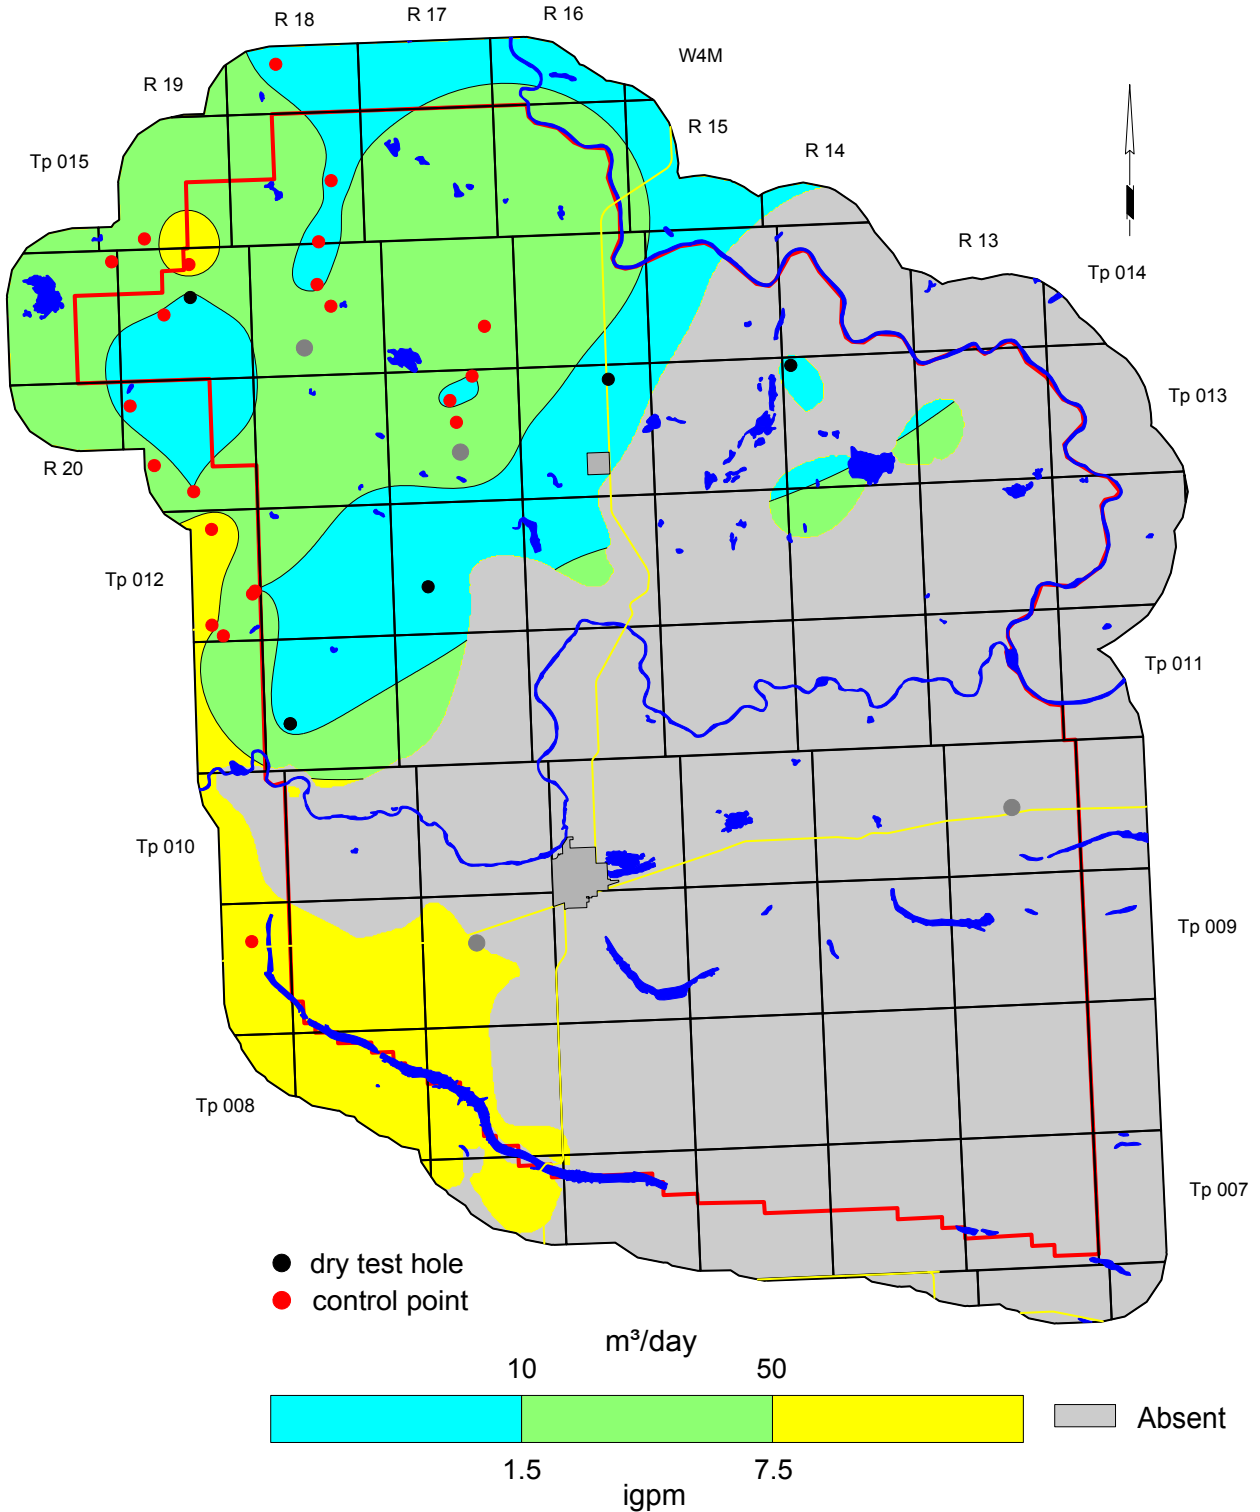 R 16
R 17
R 18
W4M
R 19
R 15
R 14
Tp 015
R 13
Tp 014
Tp 013
R 20
Tp 012
Tp 011
Tp 010
Tp 009
Tp 008
Tp 007
dry test hole
control point
m³/day
10 50
Absent
1.5 7.5
igpm